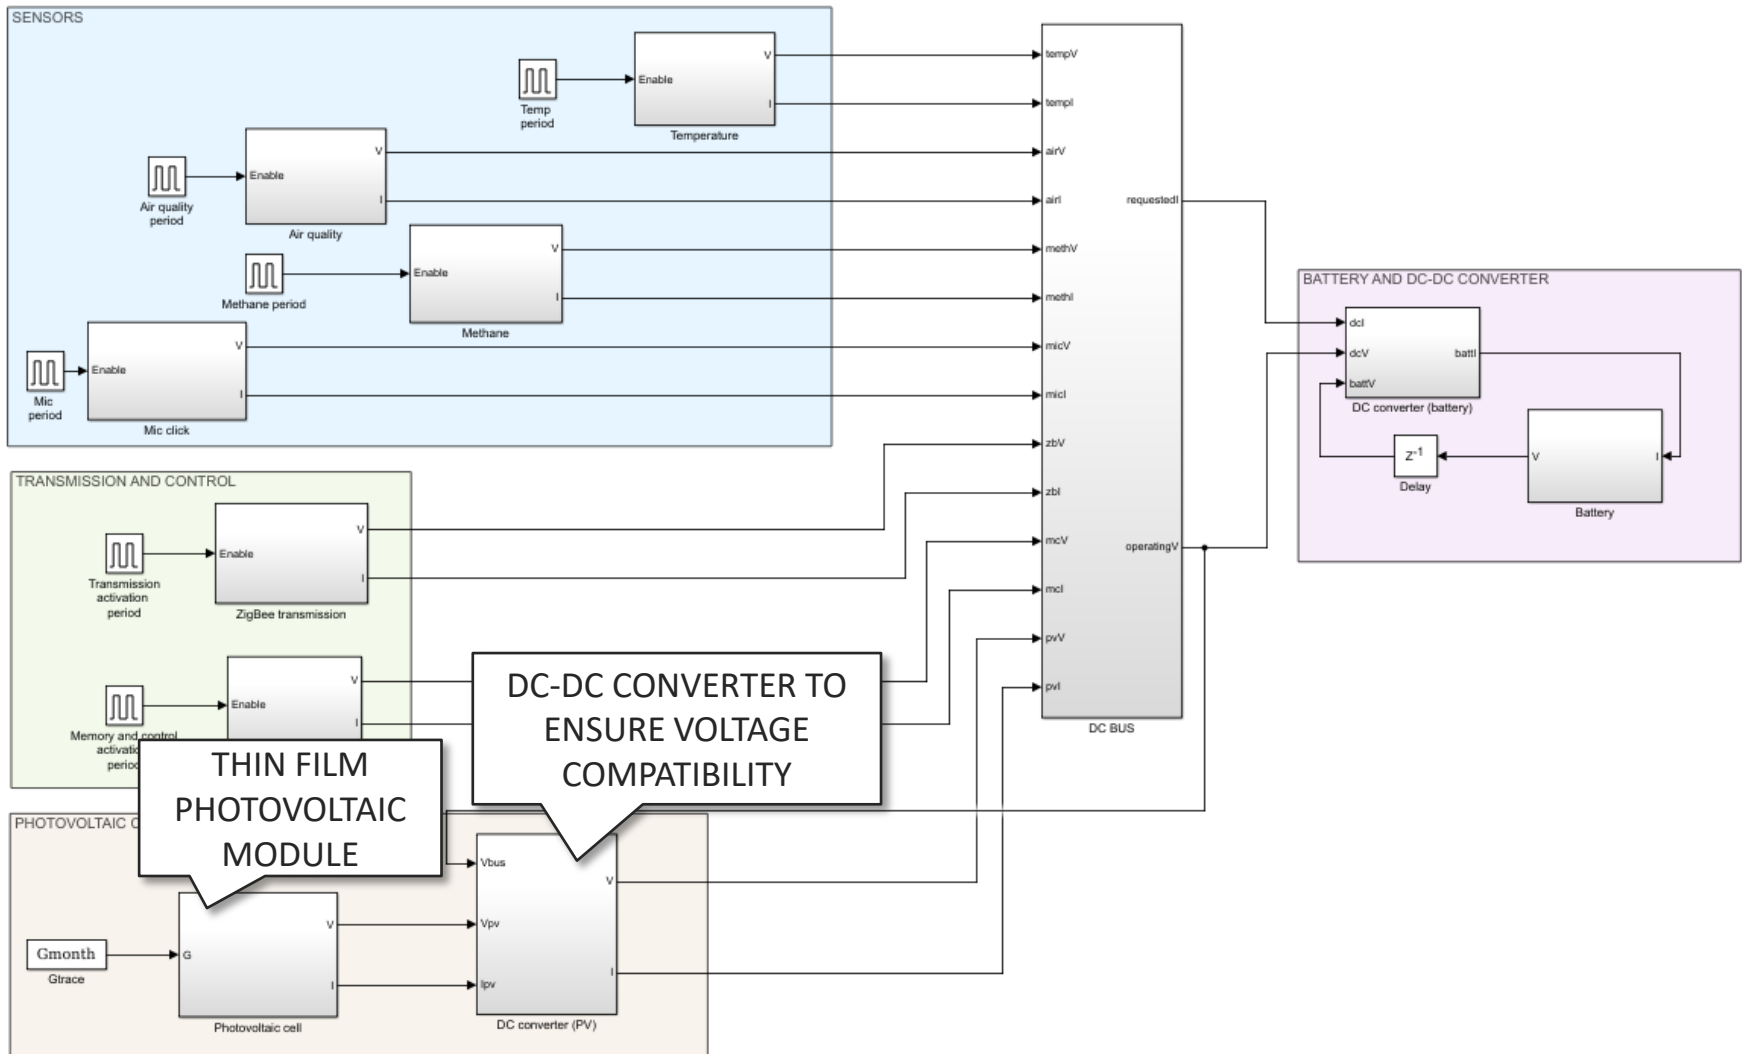 SENSORS
Temp
period
Enable
V
I
Temperature
Air quality
period
Enable
V
I
Air quality
Methane period
Enable
V
I
Methane
Mic
period
Enable
V
I
Mic click
TRANSMISSION AND CONTROL
Transmission
activation
period
Enable
V
I
ZigBee transmission
Memory and control
activatio
period
Enable
V
I
THIN FILM
PHOTOVOLTAIC
MODULE
DC-DC CONVERTER TO
ENSURE VOLTAGE
COMPATIBILITY
PHOTOVOLTAIC C
Gmonth
Gtrace
G
V
I
Photovoltaic cell
Vbus
Vpv
Ipv
V
I
DC converter (PV)
tempV
tempI
airV
airI
methV
methI
micV
micI
zbV
zbI
mcV
mcI
pvV
pvI
requestedI
operatingV
DC BUS
BATTERY AND DC-DC CONVERTER
dcI
dcV
battV
battI
DC converter (battery)
Z-1
Delay
V
I
Battery